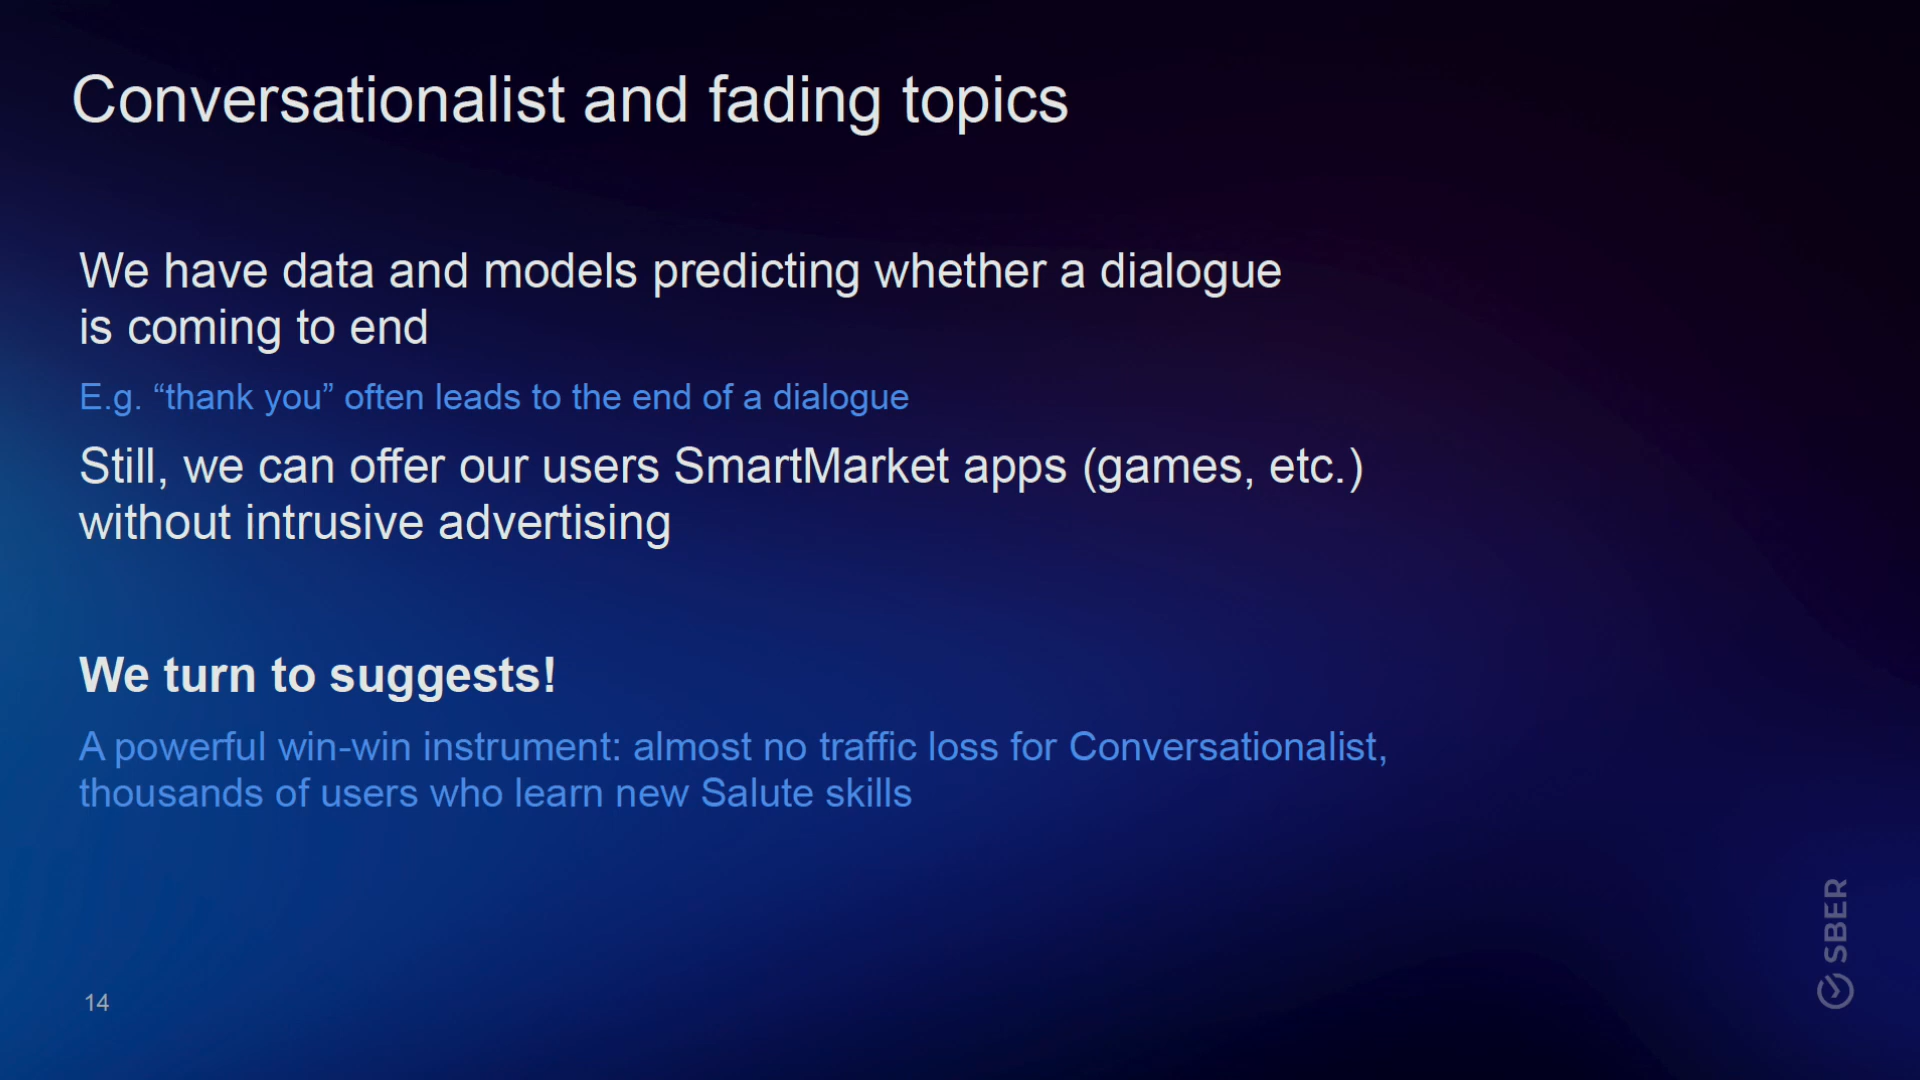 Conversationalist and fading topics
We have data and models predicting whether a dialogue
is coming to end
E.g. “thank you” often leads to the end of a dialogue
Still, we can offer our users SmartMarket apps (games, etc.)
without intrusive advertising
We turn to suggests!
A powerful win-win instrument: almost no traffic loss for Conversationalist,
thousands of users who learn new Salute skills
SBER
14